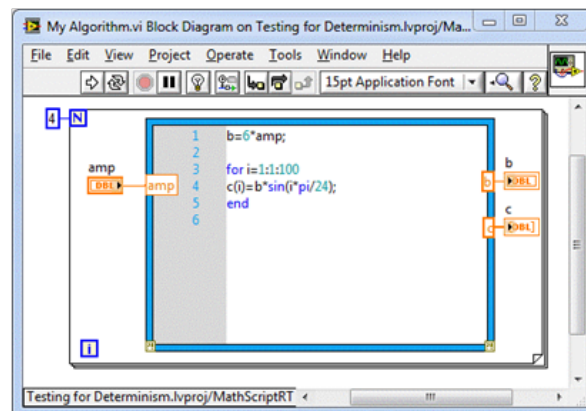 My Algorithm.vi Block Diagram on Testing for Determinism.lvproj/Ma...
File Edit View Project Operate Tools Window Help
15pt Application Font
4 N
amp
DBL
amp
1 b=6*amp;
2
3 for i=1:1:100
4 c(i)=b*sin(i*pi/24);
5 end
6
b
b DBL
c
c DBL
i
Testing for Determinism.lvproj/MathScriptRT